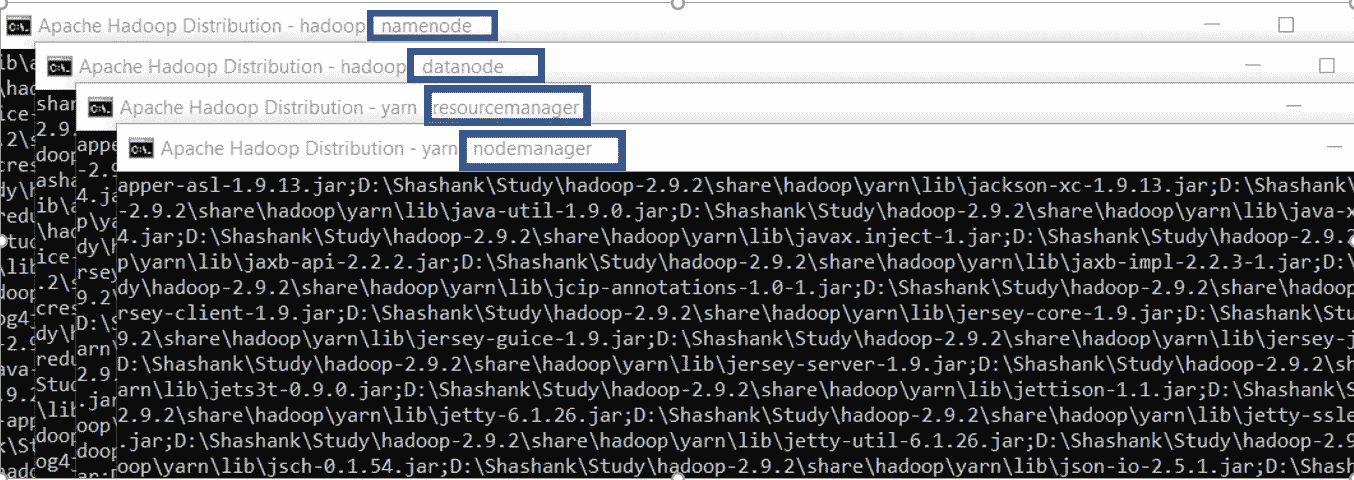 Apache Hadoop Distribution - hadoop namenode
Apache Hadoop Distribution - hadoop datanode
Apache Hadoop Distribution - yarn resourcemanager
Apache Hadoop Distribution - yarn nodemanager
apper-asl-1.9.13.jar;D:\Shashank\Study\hadoop-2.9.2\share\hadoop\yarn\lib\jackson-xc-1.9.13.jar;D:\Shashank\
-2.9.2\share\hadoop\yarn\lib\java-util-1.9.0.jar;D:\Shashank\Study\hadoop-2.9.2\share\hadoop\yarn\lib\java-x
4.jar;D:\Shashank\Study\hadoop-2.9.2\share\hadoop\yarn\lib\javax.inject-1.jar;D:\Shashank\Study\hadoop-2.9.2
p\yarn\lib\jaxb-api-2.2.2.jar;D:\Shashank\Study\hadoop-2.9.2\share\hadoop\yarn\lib\jaxb-impl-2.2.3-1.jar;D:\
dy\hadoop-2.9.2\share\hadoop\yarn\lib\jcip-annotations-1.0-1.jar;D:\Shashank\Study\hadoop-2.9.2\share\hadoop
ersey-client-1.9.jar;D:\Shashank\Study\hadoop-2.9.2\share\hadoop\yarn\lib\jersey-core-1.9.jar;D:\Shashank\Stu
9.2\share\hadoop\yarn\lib\jersey-guice-1.9.jar;D:\Shashank\Study\hadoop-2.9.2\share\hadoop\yarn\lib\jersey-j
D:\Shashank\Study\hadoop-2.9.2\share\hadoop\yarn\lib\jersey-server-1.9.jar;D:\Shashank\Study\hadoop-2.9.2\sh
arn\lib\jets3t-0.9.0.jar;D:\Shashank\Study\hadoop-2.9.2\share\hadoop\yarn\lib\jettison-1.1.jar;D:\Shashank\S
2.9.2\share\hadoop\yarn\lib\jetty-6.1.26.jar;D:\Shashank\Study\hadoop-2.9.2\share\hadoop\yarn\lib\jetty-ssle
.jar;D:\Shashank\Study\hadoop-2.9.2\share\hadoop\yarn\lib\jetty-util-6.1.26.jar;D:\Shashank\Study\hadoop-2.9
oop\yarn\lib\jsch-0.1.54.jar;D:\Shashank\Study\hadoop-2.9.2\share\hadoop\yarn\lib\json-io-2.5.1.jar;D:\Shash